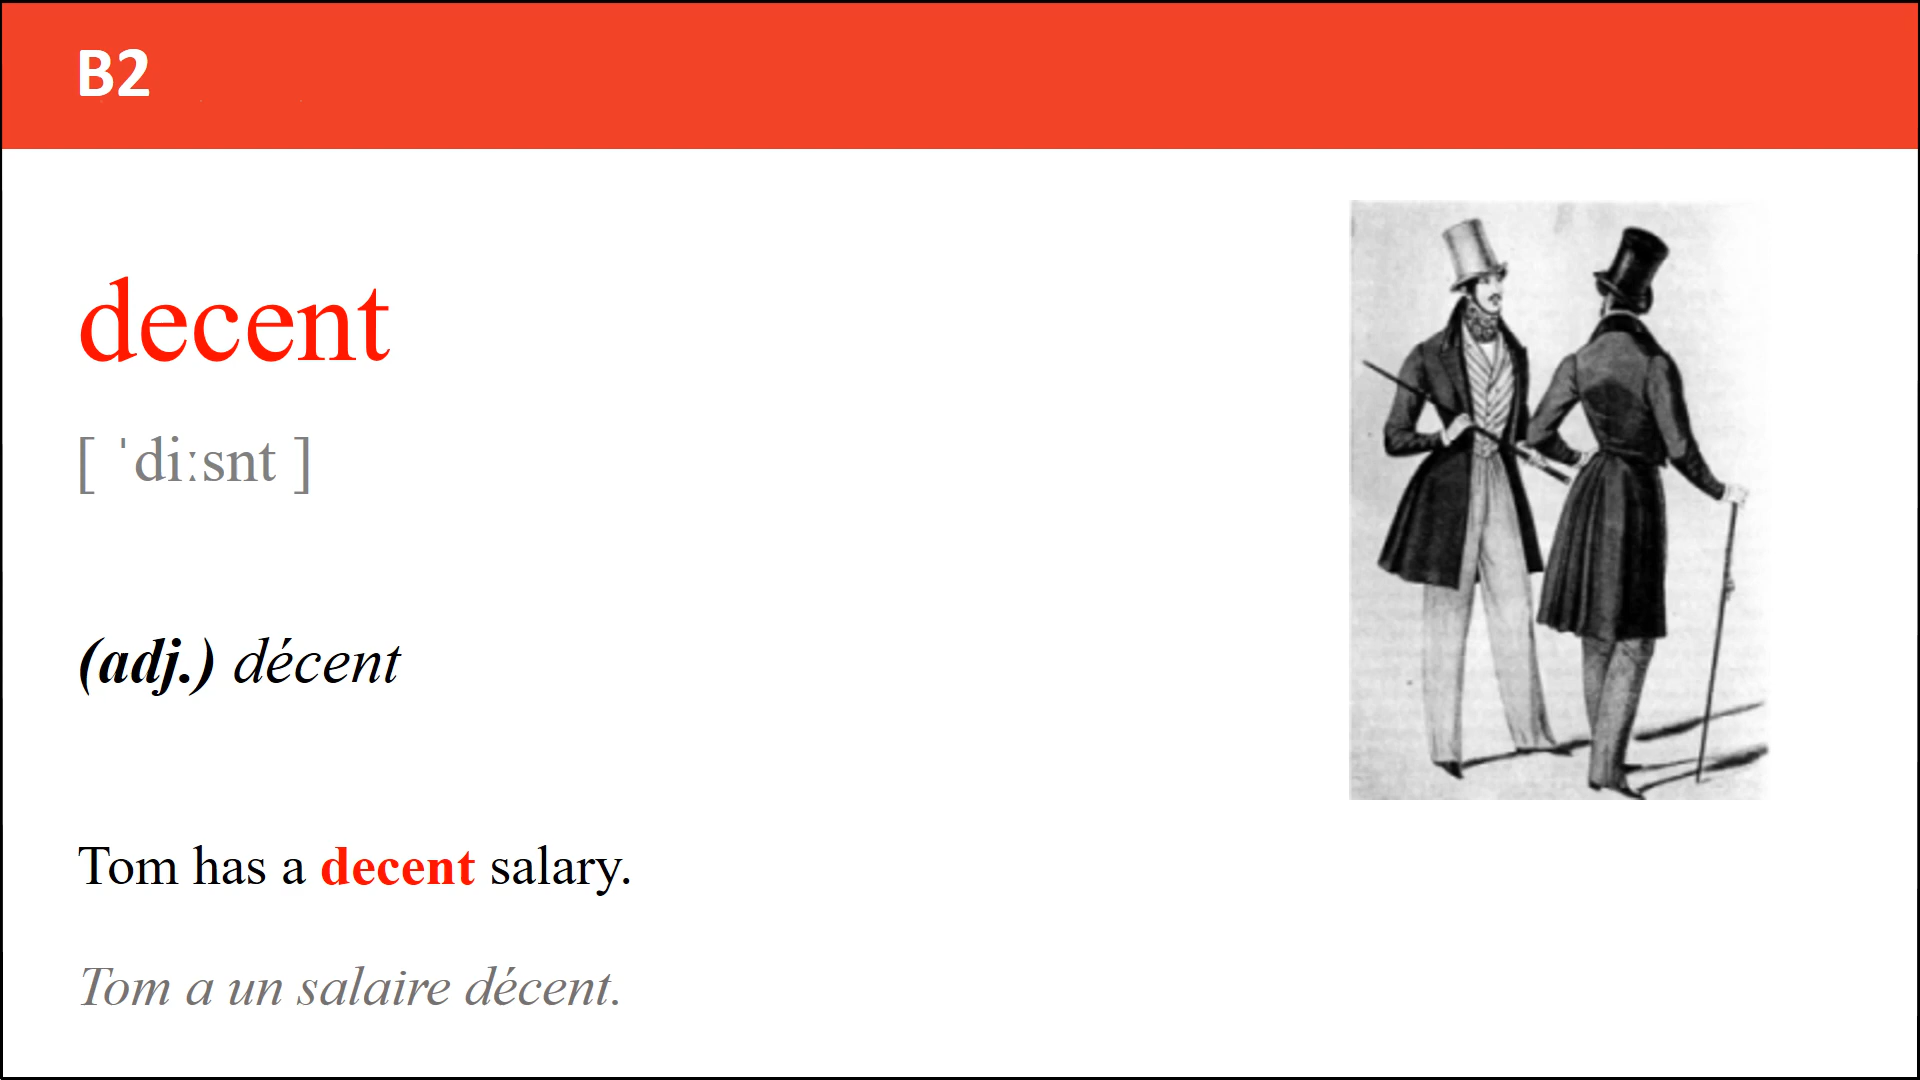 B2
decent
[ ˈdiːsnt ]
(adj.) décent
Tom has a decent salary.
Tom a un salaire décent.